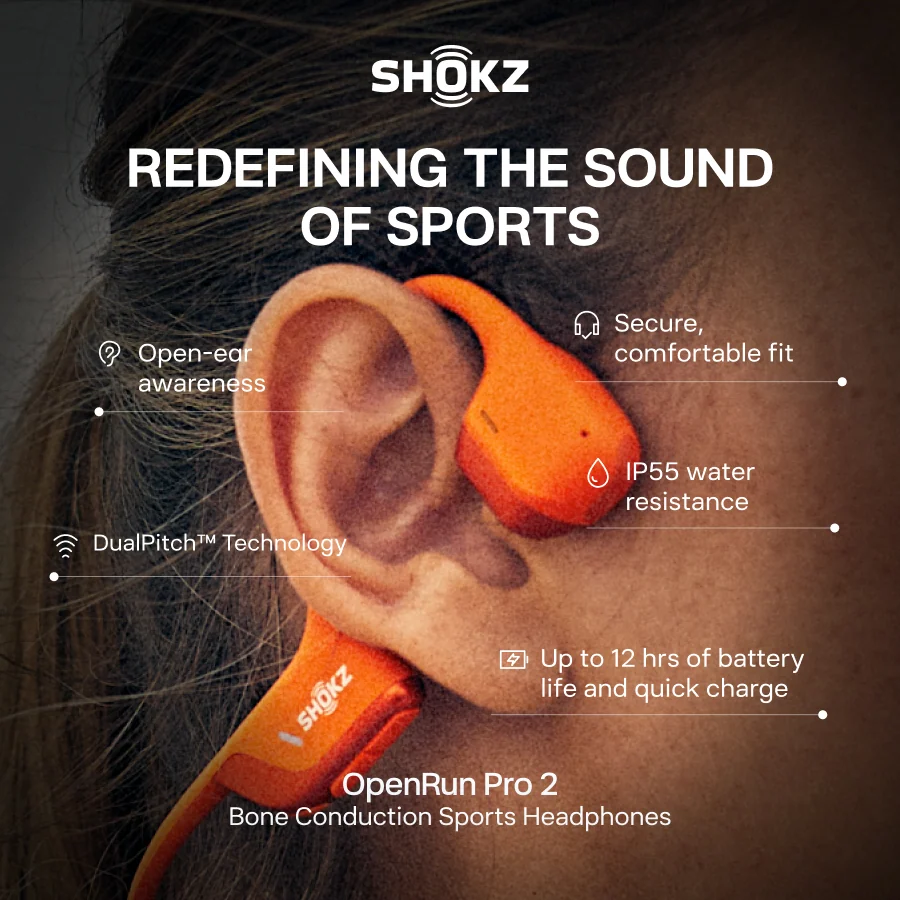 SHOKZ
REDEFINING THE SOUND
OF SPORTS
Secure,
comfortable fit
Open-ear
awareness
IP55 water
resistance
DualPitch™ Technology
Up to 12 hrs of battery
life and quick charge
SHOKZ
OpenRun Pro 2
Bone Conduction Sports Headphones